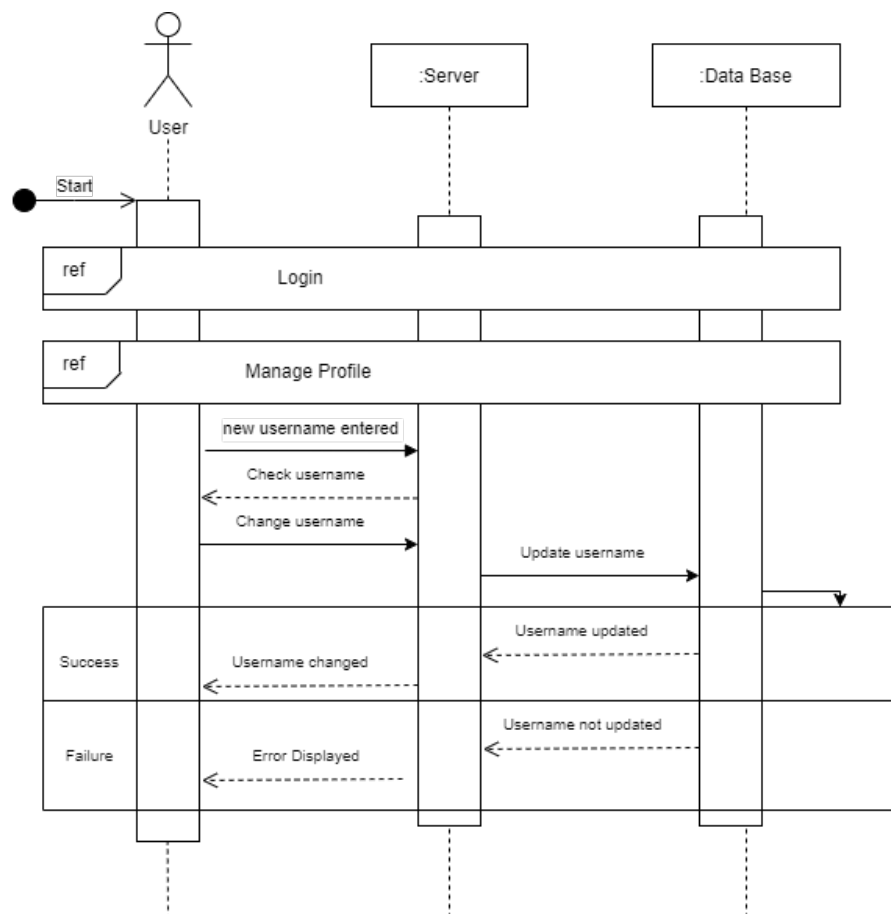 :Server
:Data Base
User
Start
ref
Login
ref
Manage Profile
new username entered
Check username
Change username
Update username
Username updated
Success
Username changed
Username not updated
Failure
Error Displayed